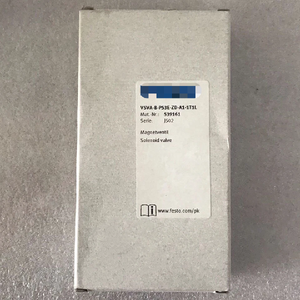 VSVA-B-P53E-ZD-A1-1T1L
Mat.-Nr.: 539161
Serie: J502
Magnetventil
Solenoid valve
www.festo.com/pk